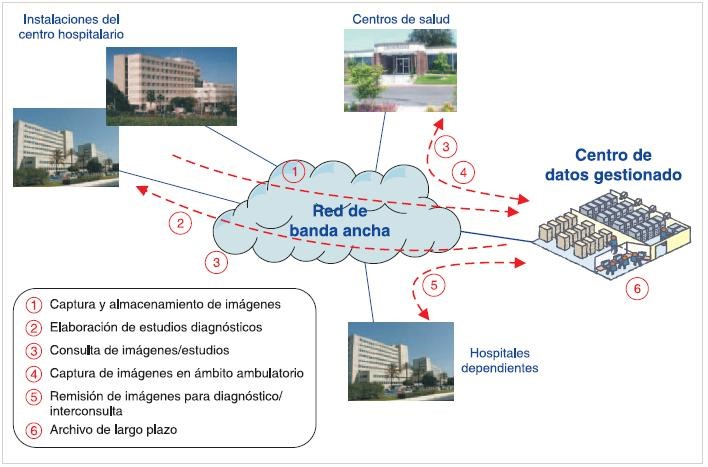 Instalaciones del
centro hospitalario
Centros de salud
3
4
Centro de
datos gestionado
1
Red de
banda ancha
2
3
5
6
1 Captura y almacenamiento de imágenes
2 Elaboración de estudios diagnósticos
3 Consulta de imágenes/estudios
4 Captura de imágenes en ámbito ambulatorio
5 Remisión de imágenes para diagnóstico/
interconsulta
6 Archivo de largo plazo
Hospitales
dependientes